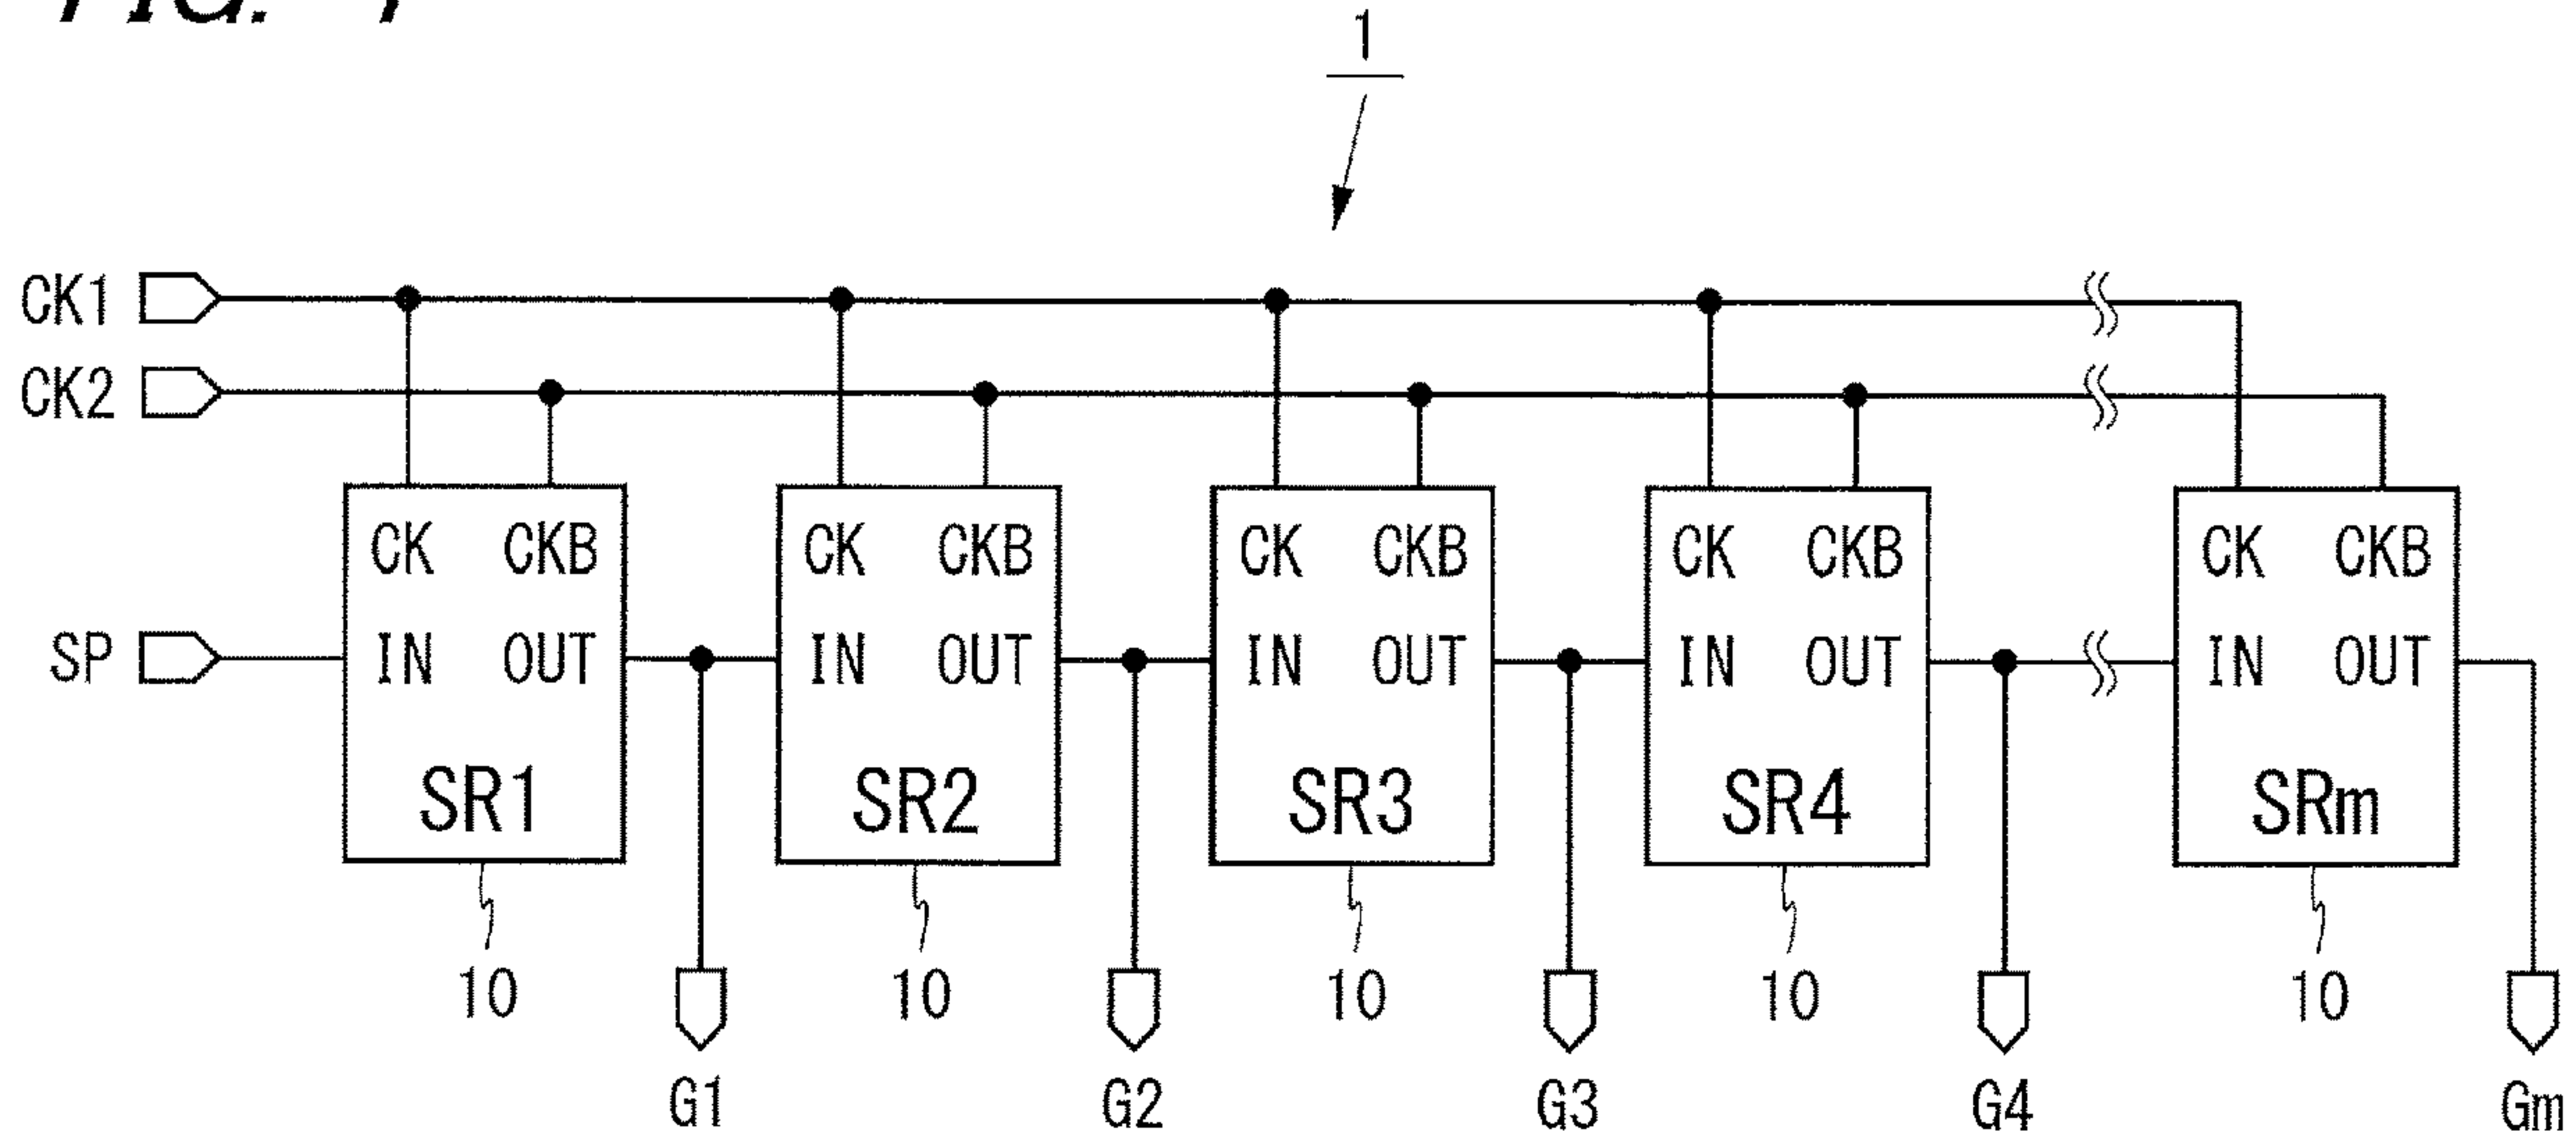 FIG. 1
1
CK1
CK2
CK CKB CK CKB CK CKB CK CKB CK CKB
SP IN OUT IN OUT IN OUT IN OUT IN OUT
SR1 SR2 SR3 SR4 SRm
10 10 10 10 10
G1 G2 G3 G4 Gm